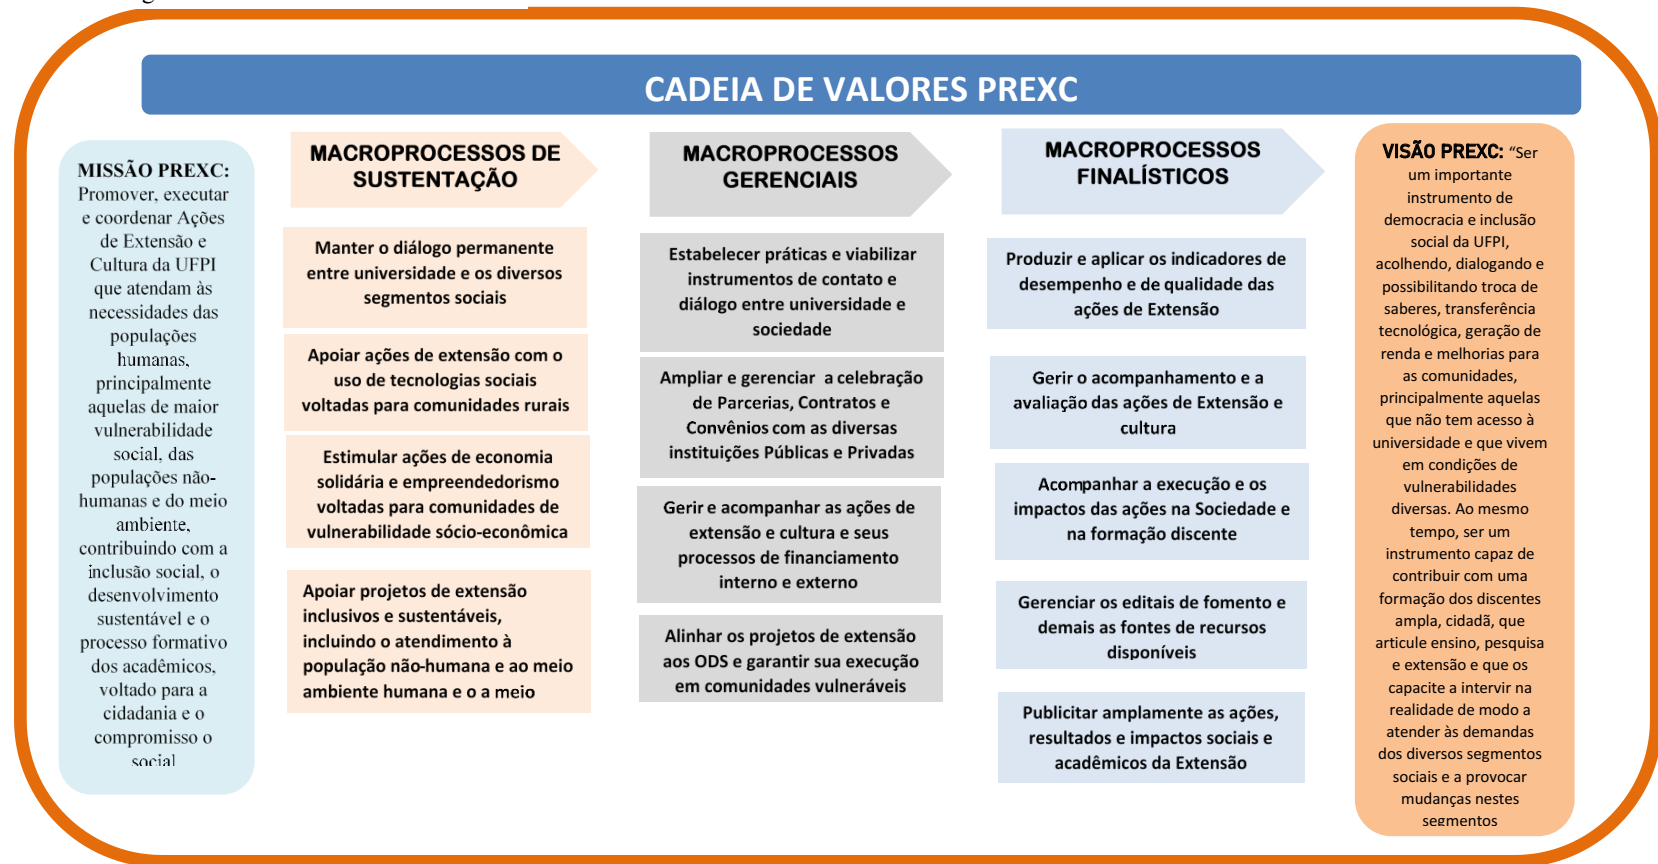 CADEIA DE VALORES PREXC
MISSÃO PREXC:
Promover, executar
e coordenar Ações
de Extensão e
Cultura da UFPI
que atendam às
necessidades das
populações
humanas,
principalmente
aquelas de maior
vulnerabilidade
social, das
populações não-
humanas e do meio
ambiente,
contribuindo com a
inclusão social, o
desenvolvimento
sustentável e o
processo formativo
dos acadêmicos,
voltado para a
cidadania e o
compromisso o
social
MACROPROCESSOS DE
SUSTENTAÇÃO
Manter o diálogo permanente
entre universidade e os diversos
segmentos sociais
Apoiar ações de extensão com o
uso de tecnologias sociais
voltadas para comunidades rurais
Estimular ações de economia
solidária e empreendedorismo
voltadas para comunidades de
vulnerabilidade sócio-econômica
Apoiar projetos de extensão
inclusivos e sustentáveis,
incluindo o atendimento à
população não-humana e ao meio
ambiente humana e o a meio
MACROPROCESSOS
GERENCIAIS
Estabelecer práticas e viabilizar
instrumentos de contato e
diálogo entre universidade e
sociedade
Ampliar e gerenciar a celebração
de Parcerias, Contratos e
Convênios com as diversas
instituições Públicas e Privadas
Gerir e acompanhar as ações de
extensão e cultura e seus
processos de financiamento
interno e externo
Alinhar os projetos de extensão
aos ODS e garantir sua execução
em comunidades vulneráveis
MACROPROCESSOS
FINALÍSTICOS
Produzir e aplicar os indicadores de
desempenho e de qualidade das
ações de Extensão
Gerir o acompanhamento e a
avaliação das ações de Extensão e
cultura
Acompanhar a execução e os
impactos das ações na Sociedade e
na formação discente
Gerenciar os editais de fomento e
demais as fontes de recursos
disponíveis
Publicitar amplamente as ações,
resultados e impactos sociais e
acadêmicos da Extensão
VISÃO PREXC: “Ser
um importante
instrumento de
democracia e inclusão
social da UFPI,
acolhendo, dialogando e
possibilitando troca de
saberes, transferência
tecnológica, geração de
renda e melhorias para
as comunidades,
principalmente aquelas
que não tem acesso à
universidade e que vivem
em condições de
vulnerabilidades
diversas. Ao mesmo
tempo, ser um
instrumento capaz de
contribuir com uma
formação dos discentes
ampla, cidadã, que
articule ensino, pesquisa
e extensão e que os
capacite a intervir na
realidade de modo a
atender às demandas
dos diversos segmentos
sociais e a provocar
mudanças nestes
segmentos